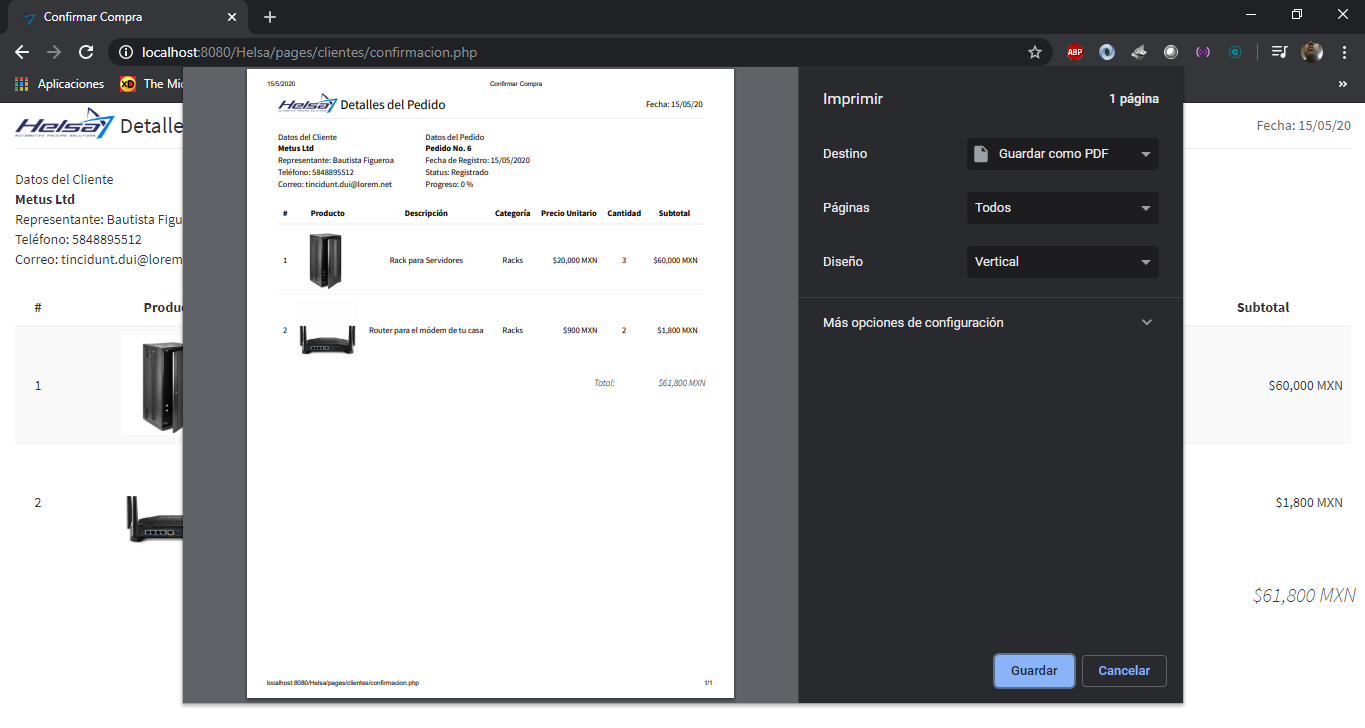 Confirmar Compra
localhost:8080/Helsa/pages/clientes/confirmacion.php
ABP
Aplicaciones
XD
The Mic
»
Helsa
AUTOMOTIVE PACKING SOLUTIONS
Detalle
Fecha: 15/05/20
Datos del Cliente
Metus Ltd
Representante: Bautista Figu
Teléfono: 5848895512
Correo: tincidunt.dui@lorem
#
Produc
Subtotal
1
$60,000 MXN
2
$1,800 MXN
$61,800 MXN
15/5/2020
Confirmar Compra
Helsa
Detalles del Pedido
Fecha: 15/05/20
Datos del Cliente
Metus Ltd
Representante: Bautista Figueroa
Teléfono: 5848895512
Correo: tincidunt.dui@lorem.net
Datos del Pedido
Pedido No. 6
Fecha de Registro: 15/05/2020
Status: Registrado
Progreso: 0 %
# Producto Descripción Categoría Precio Unitario Cantidad Subtotal
1 Rack para Servidores Racks $20,000 MXN 3 $60,000 MXN
2 Router para el módem de tu casa Racks $900 MXN 2 $1,800 MXN
Total: $61,800 MXN
localhost:8080/Helsa/pages/clientes/confirmacion.php
1/1
Imprimir
1 página
Destino
Guardar como PDF
Páginas
Todos
Diseño
Vertical
Más opciones de configuración
Guardar
Cancelar